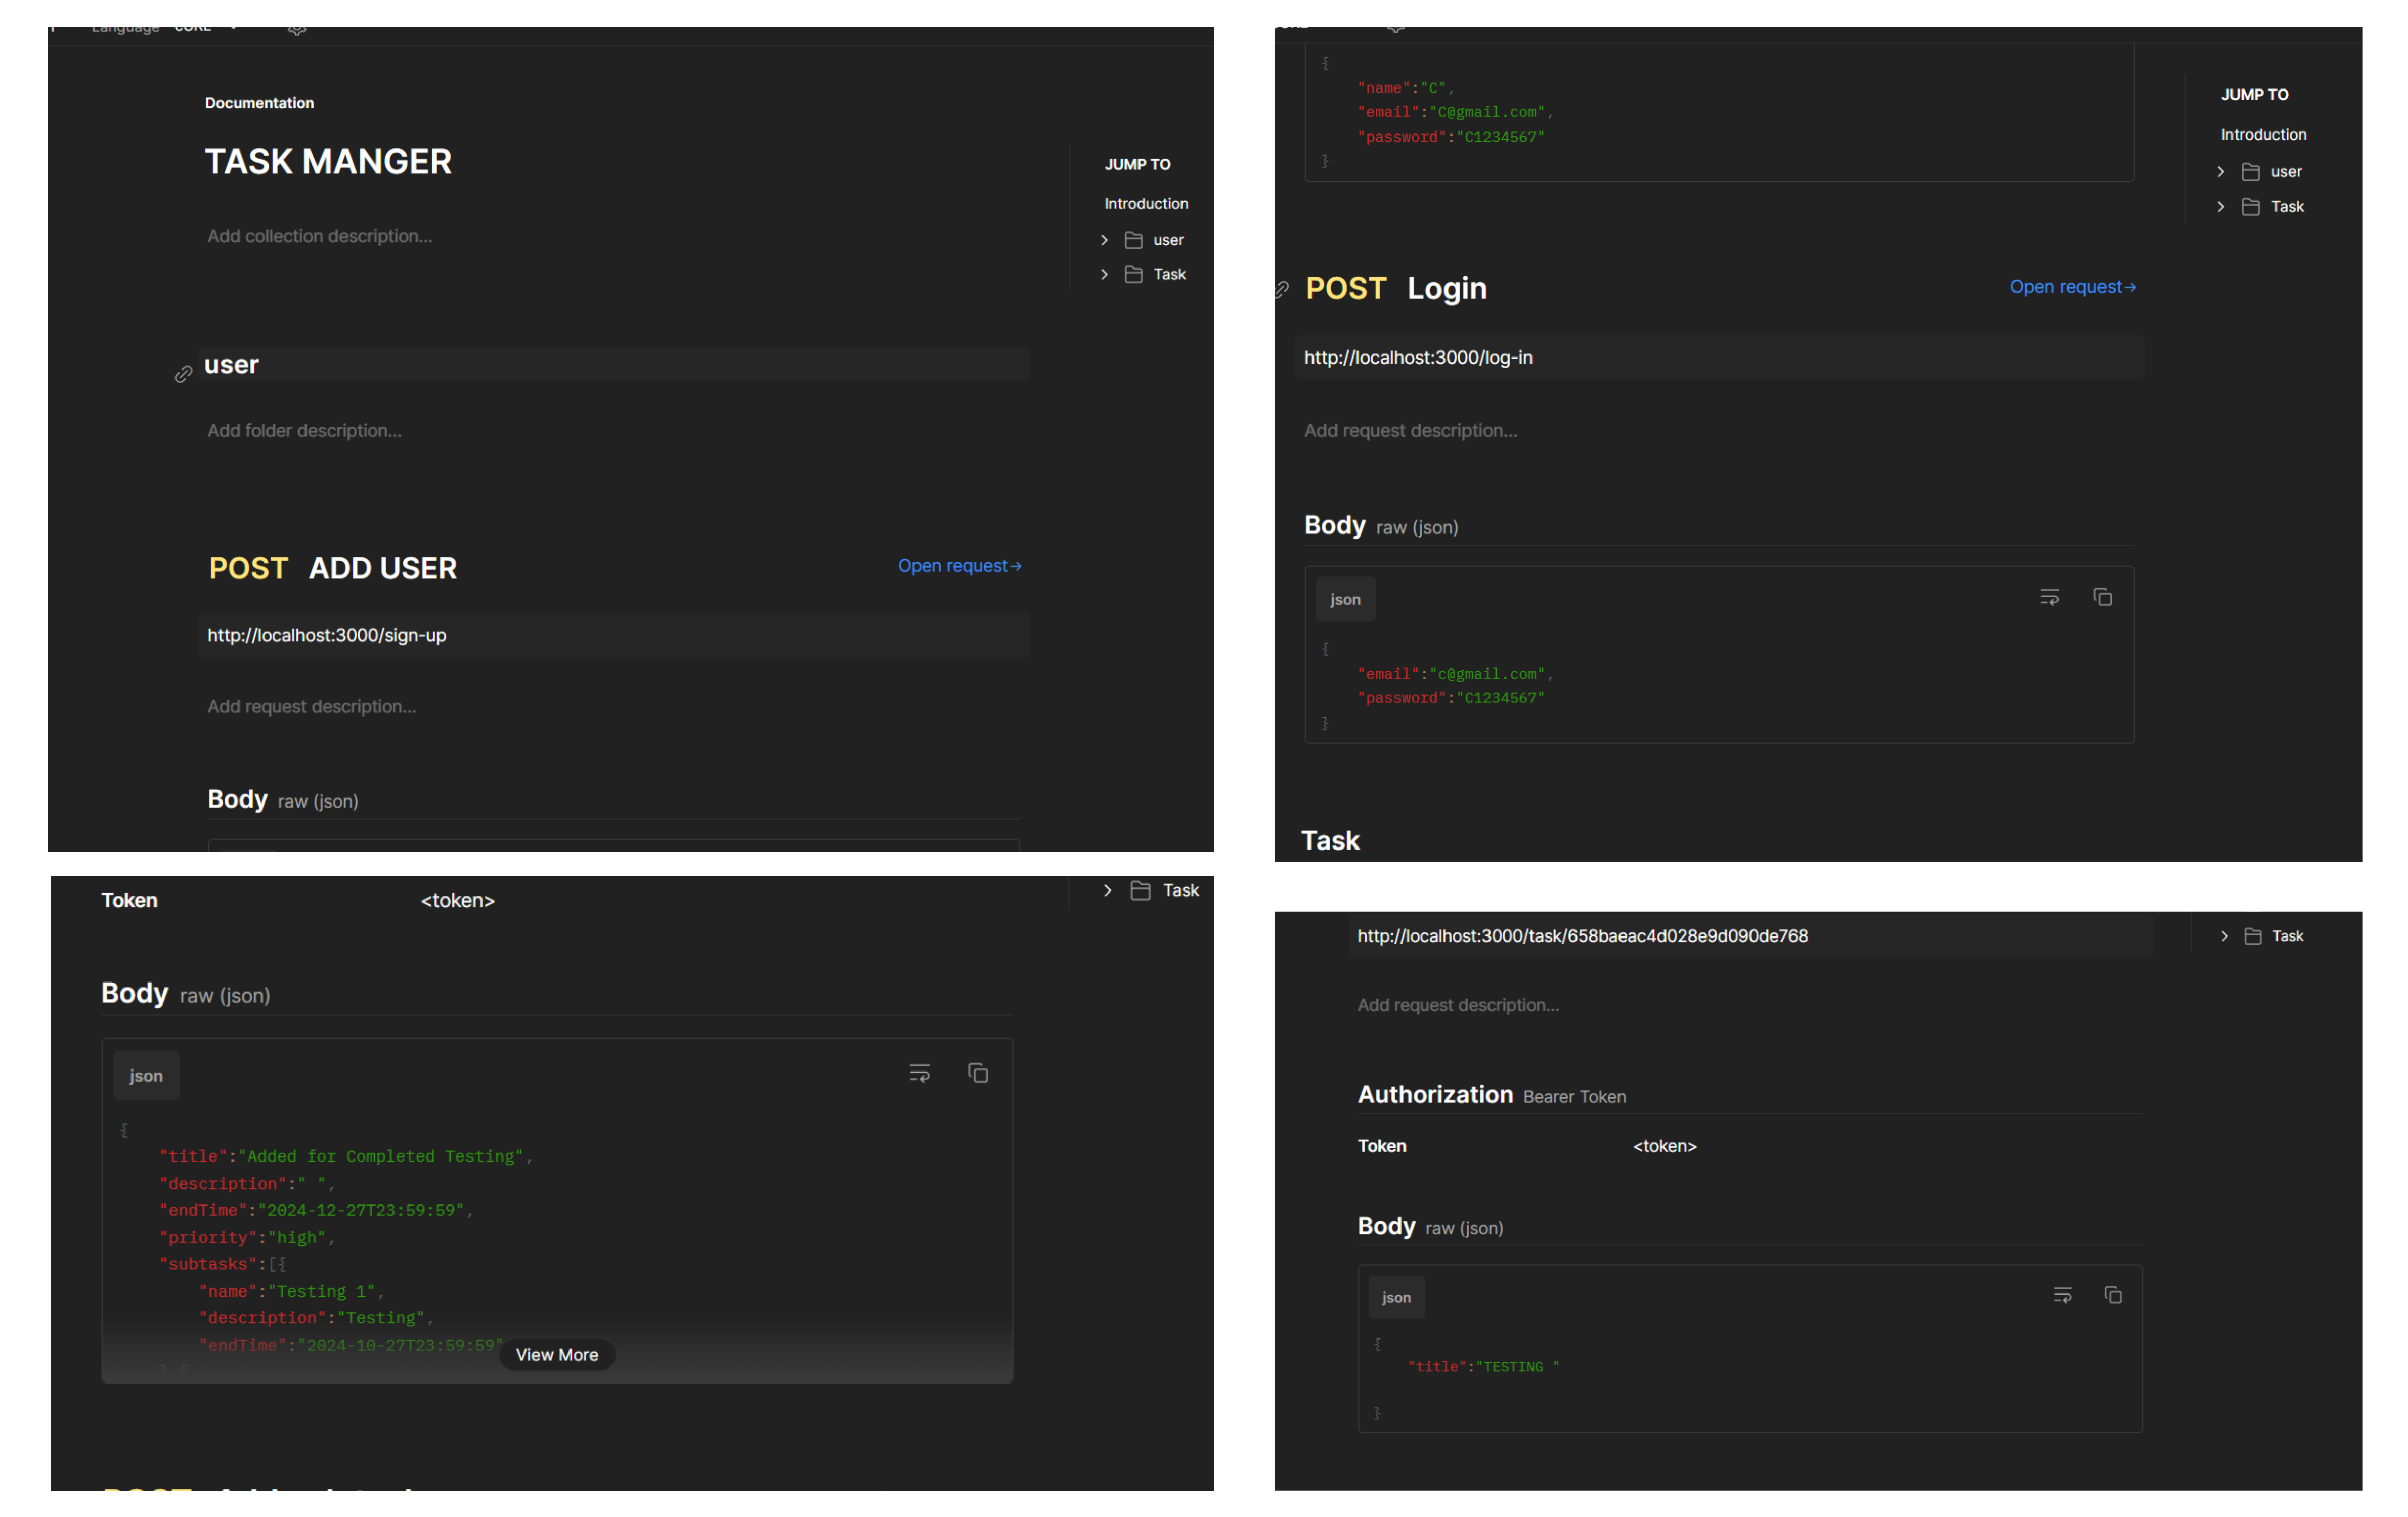 Language
Documentation
TASK MANGER
Add collection description...
JUMP TO
Introduction
user
Task
user
Add folder description...
POST ADD USER
Open request→
http://localhost:3000/sign-up
Add request description...
Body raw (json)
{
"name":"C",
"email":"C@gmail.com",
"password":"C1234567"
}
JUMP TO
Introduction
user
Task
POST Login
Open request→
http://localhost:3000/log-in
Add request description...
Body raw (json)
json
{
"email":"c@gmail.com",
"password":"C1234567"
}
Task
Token <token>
Task
Body raw (json)
json
{
"title":"Added for Completed Testing",
"description":" ",
"endTime":"2024-12-27T23:59:59",
"priority":"high",
"subtasks":[{
"name":"Testing 1",
"description":"Testing",
"endTime":"2024-10-27T23:59:59"
View More
},{
http://localhost:3000/task/658baeac4d028e9d090de768
Task
Add request description...
Authorization Bearer Token
Token <token>
Body raw (json)
json
{
"title":"TESTING "
}